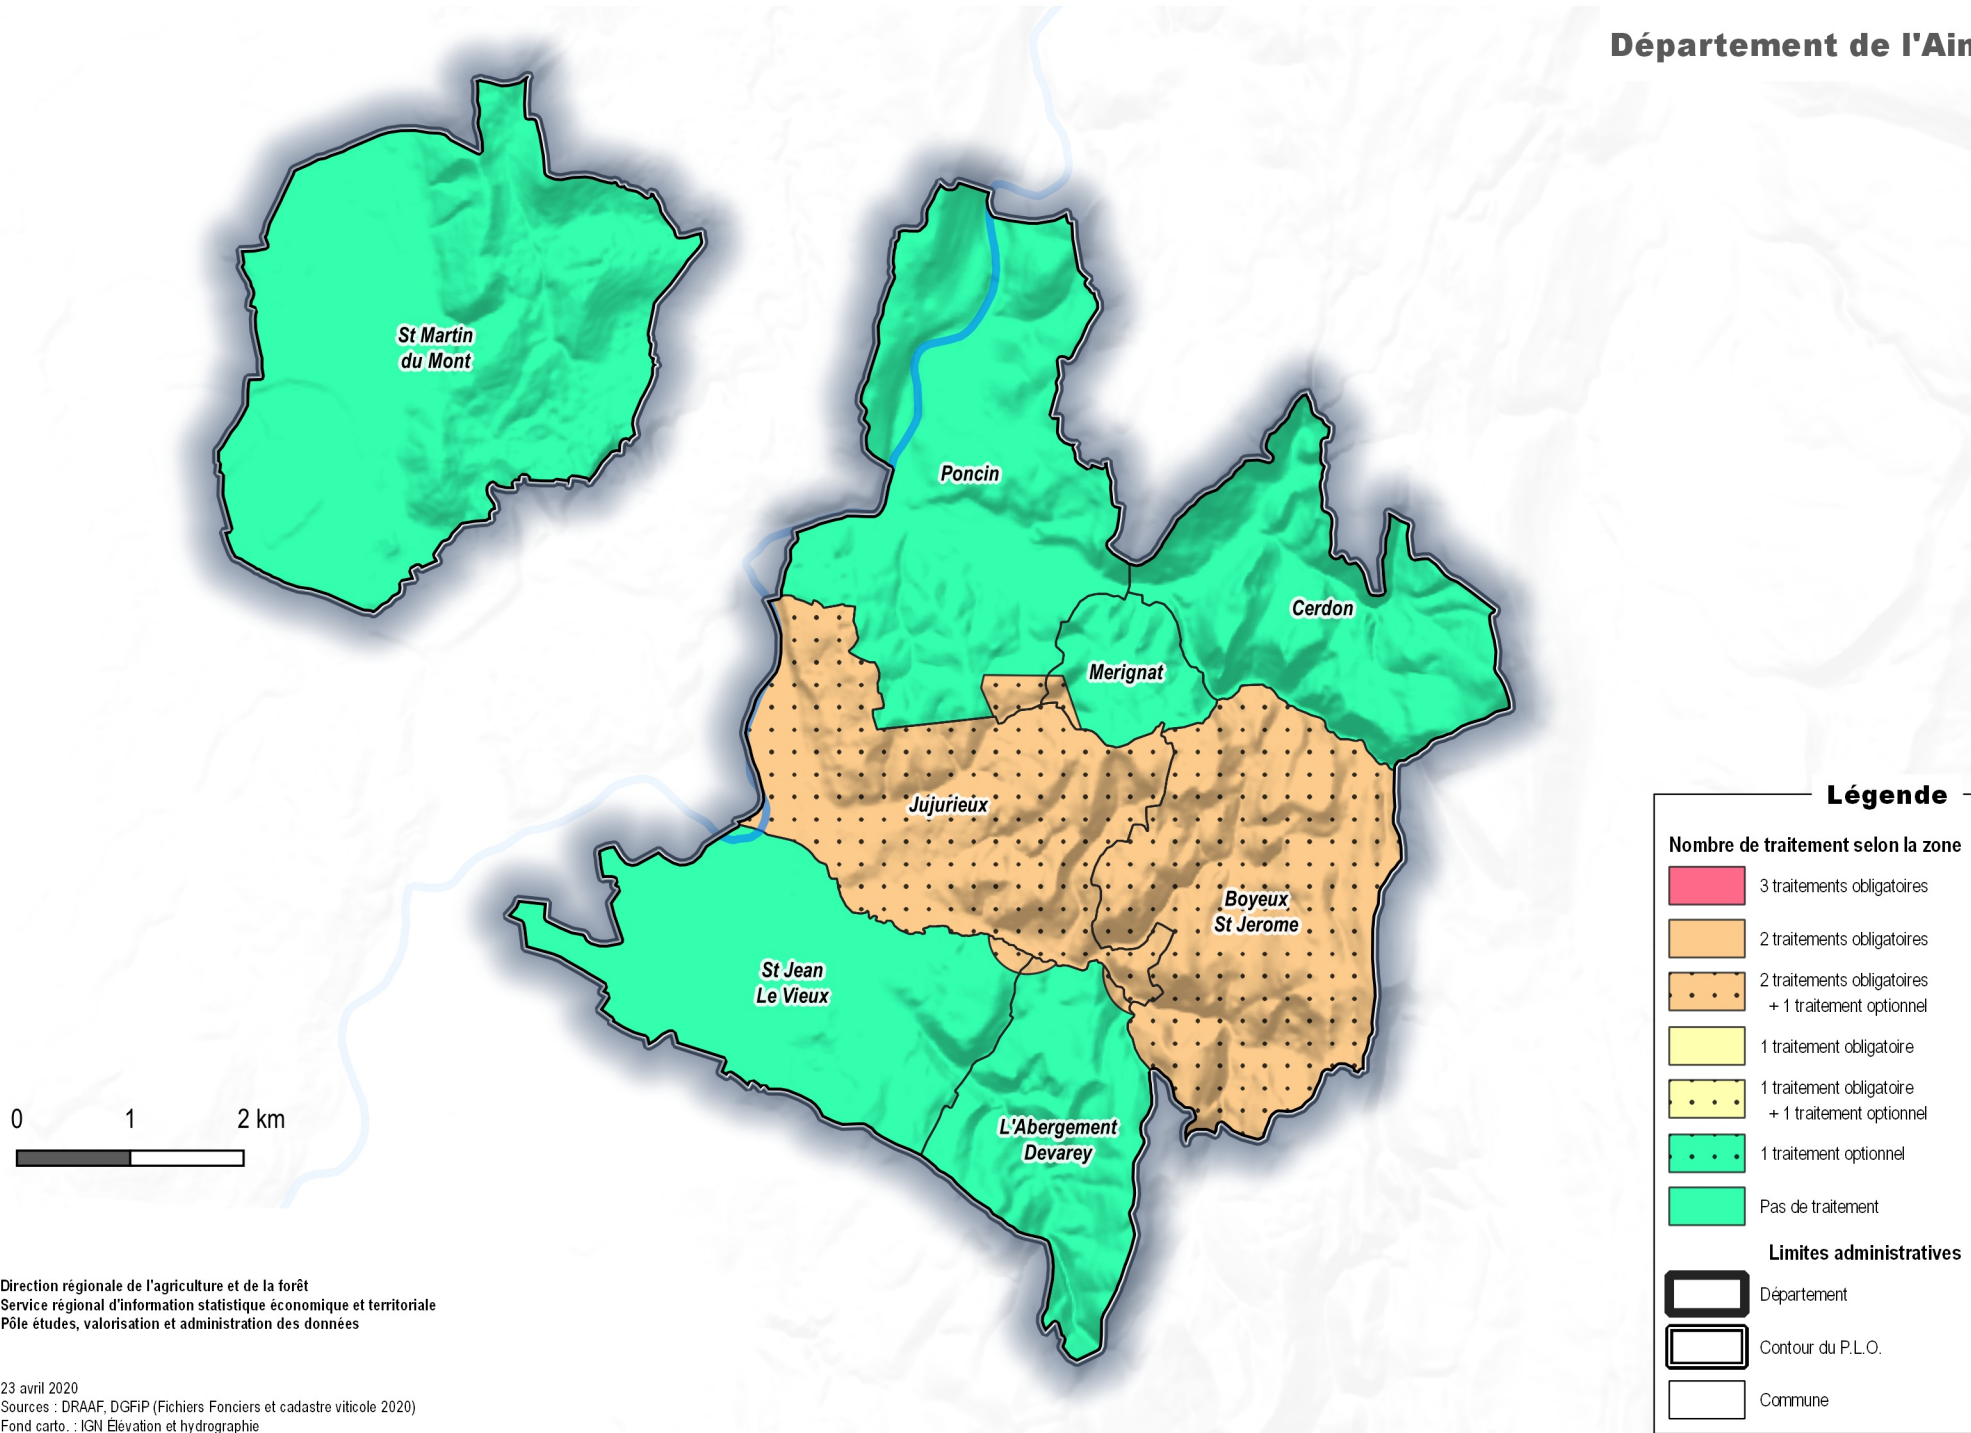 Département de l'Ain
St Martin
du Mont
Poncin
Cerdon
Merignat
Jujurieux
Boyeux
St Jerome
St Jean
Le Vieux
L'Abergement
Devarey
0 1 2 km
Légende
Nombre de traitement selon la zone
3 traitements obligatoires
2 traitements obligatoires
2 traitements obligatoires
+ 1 traitement optionnel
1 traitement obligatoire
1 traitement obligatoire
+ 1 traitement optionnel
1 traitement optionnel
Pas de traitement
Limites administratives
Département
Contour du P.L.O.
Commune
Direction régionale de l'agriculture et de la forêt
Service régional d'information statistique économique et territoriale
Pôle études, valorisation et administration des données
23 avril 2020
Sources : DRAAF, DGFiP (Fichiers Fonciers et cadastre viticole 2020)
Fond carto. : IGN Élévation et hydrographie